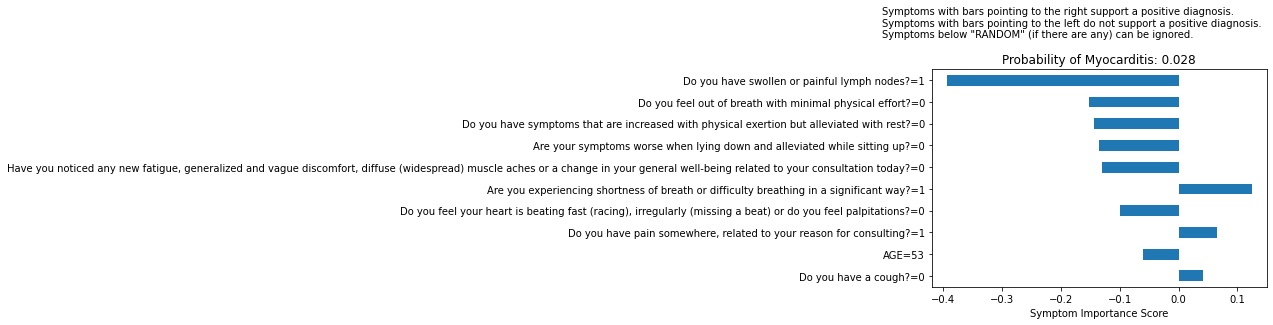 Symptoms with bars pointing to the right support a positive diagnosis.
Symptoms with bars pointing to the left do not support a positive diagnosis.
Symptoms below "RANDOM" (if there are any) can be ignored.
Probability of Myocarditis: 0.028
Do you have swollen or painful lymph nodes?=1
Do you feel out of breath with minimal physical effort?=0
Do you have symptoms that are increased with physical exertion but alleviated with rest?=0
Are your symptoms worse when lying down and alleviated while sitting up?=0
Have you noticed any new fatigue, generalized and vague discomfort, diffuse (widespread) muscle aches or a change in your general well-being related to your consultation today?=0
Are you experiencing shortness of breath or difficulty breathing in a significant way?=1
Do you feel your heart is beating fast (racing), irregularly (missing a beat) or do you feel palpitations?=0
Do you have pain somewhere, related to your reason for consulting?=1
AGE=53
Do you have a cough?=0
−0.4 −0.3 −0.2 −0.1 0.0 0.1
Symptom Importance Score